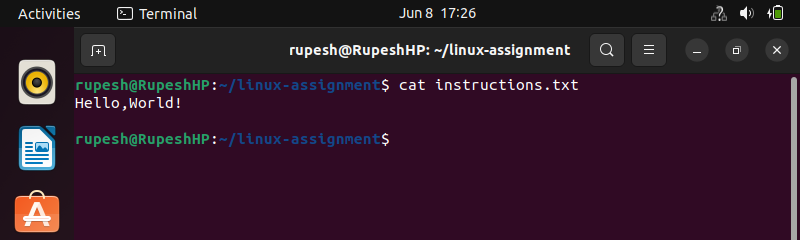 Activities Terminal Jun 8 17:26
rupesh@RupeshHP: ~/linux-assignment
rupesh@RupeshHP:~/linux-assignment$ cat instructions.txt
Hello,World!
rupesh@RupeshHP:~/linux-assignment$